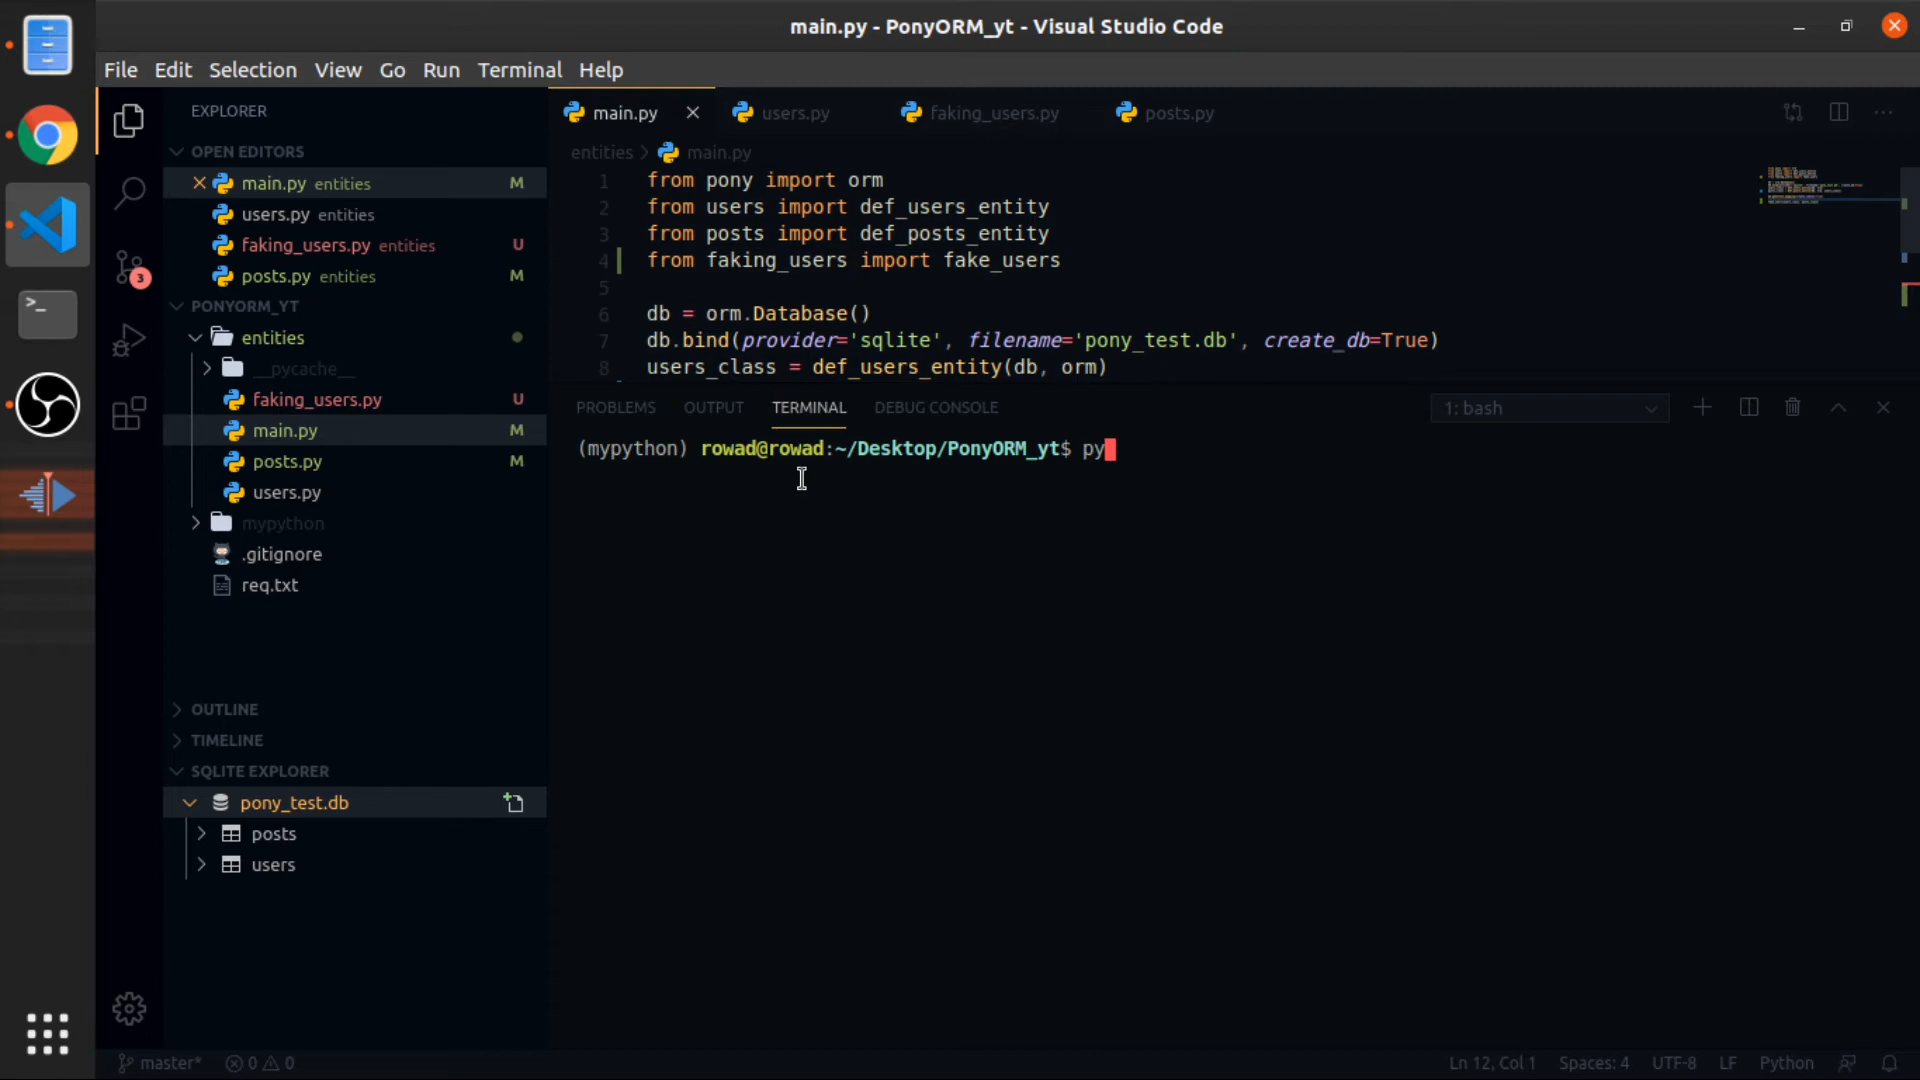 main.py - PonyORM_yt - Visual Studio Code
File Edit Selection View Go Run Terminal Help
EXPLORER
OPEN EDITORS
main.py entities M
users.py entities
faking_users.py entities U
posts.py entities M
3
PONYORM_YT
entities
__pycache__
faking_users.py U
main.py M
posts.py M
users.py
mypython
.gitignore
req.txt
OUTLINE
TIMELINE
SQLITE EXPLORER
pony_test.db
posts
users
main.py users.py faking_users.py posts.py
entities > main.py
1 from pony import orm
2 from users import def_users_entity
3 from posts import def_posts_entity
4 from faking_users import fake_users
5
6 db = orm.Database()
7 db.bind(provider='sqlite', filename='pony_test.db', create_db=True)
8 users_class = def_users_entity(db, orm)
PROBLEMS OUTPUT TERMINAL DEBUG CONSOLE 1: bash
(mypython) rowad@rowad:~/Desktop/PonyORM_yt$ py
master* 0 0 Ln 12, Col 1 Spaces: 4 UTF-8 LF Python